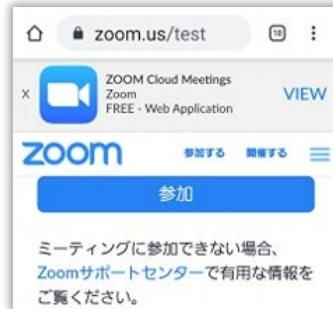 zoom.us/test
10
x
ZOOM Cloud Meetings
Zoom
FREE - Web Application
VIEW
zoom
参加する 開催する
参加
ミーティングに参加できない場合、
Zoomサポートセンターで有用な情報を
ご覧ください。